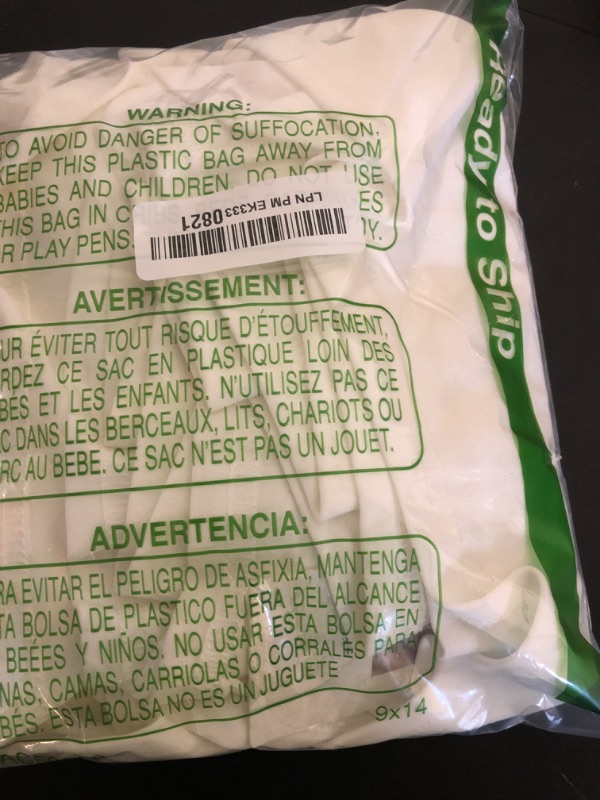 WARNING:
TO AVOID DANGER OF SUFFOCATION,
KEEP THIS PLASTIC BAG AWAY FROM
BABIES AND CHILDREN. DO NOT USE
THIS BAG IN CRIBS, ES
R PLAY PENS. OY.
LPN PM EK333 0821
AVERTISSEMENT:
UR ÉVITER TOUT RISQUE D'ÉTOUFFEMENT,
RDEZ CE SAC EN PLASTIQUE LOIN DES
BÉS ET LES ENFANTS. N'UTILISEZ PAS CE
C DANS LES BERCEAUX, LITS, CHARIOTS OU
RC AU BEBE. CE SAC N'EST PAS UN JOUET.
ADVERTENCIA:
RA EVITAR EL PELIGRO DE ASFIXIA, MANTENGA
TA BOLSA DE PLASTICO FUERA DEL ALCANCE
BEÉES Y NIÑOS. NO USAR ESTA BOLSA EN
NAS, CAMAS, CARRIOLAS O CORRALES PARA
BÉS. ESTA BOLSA NO ES UN JUGUETE
9x14
Ready to Ship